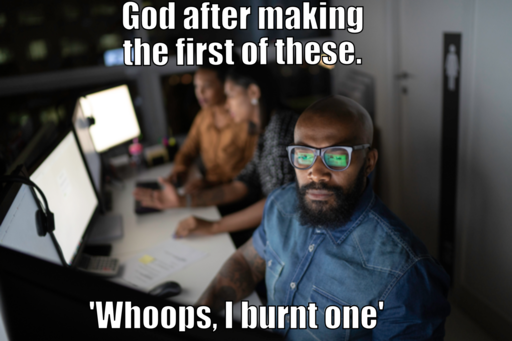 God after making
the first of these.
'Whoops, I burnt one'